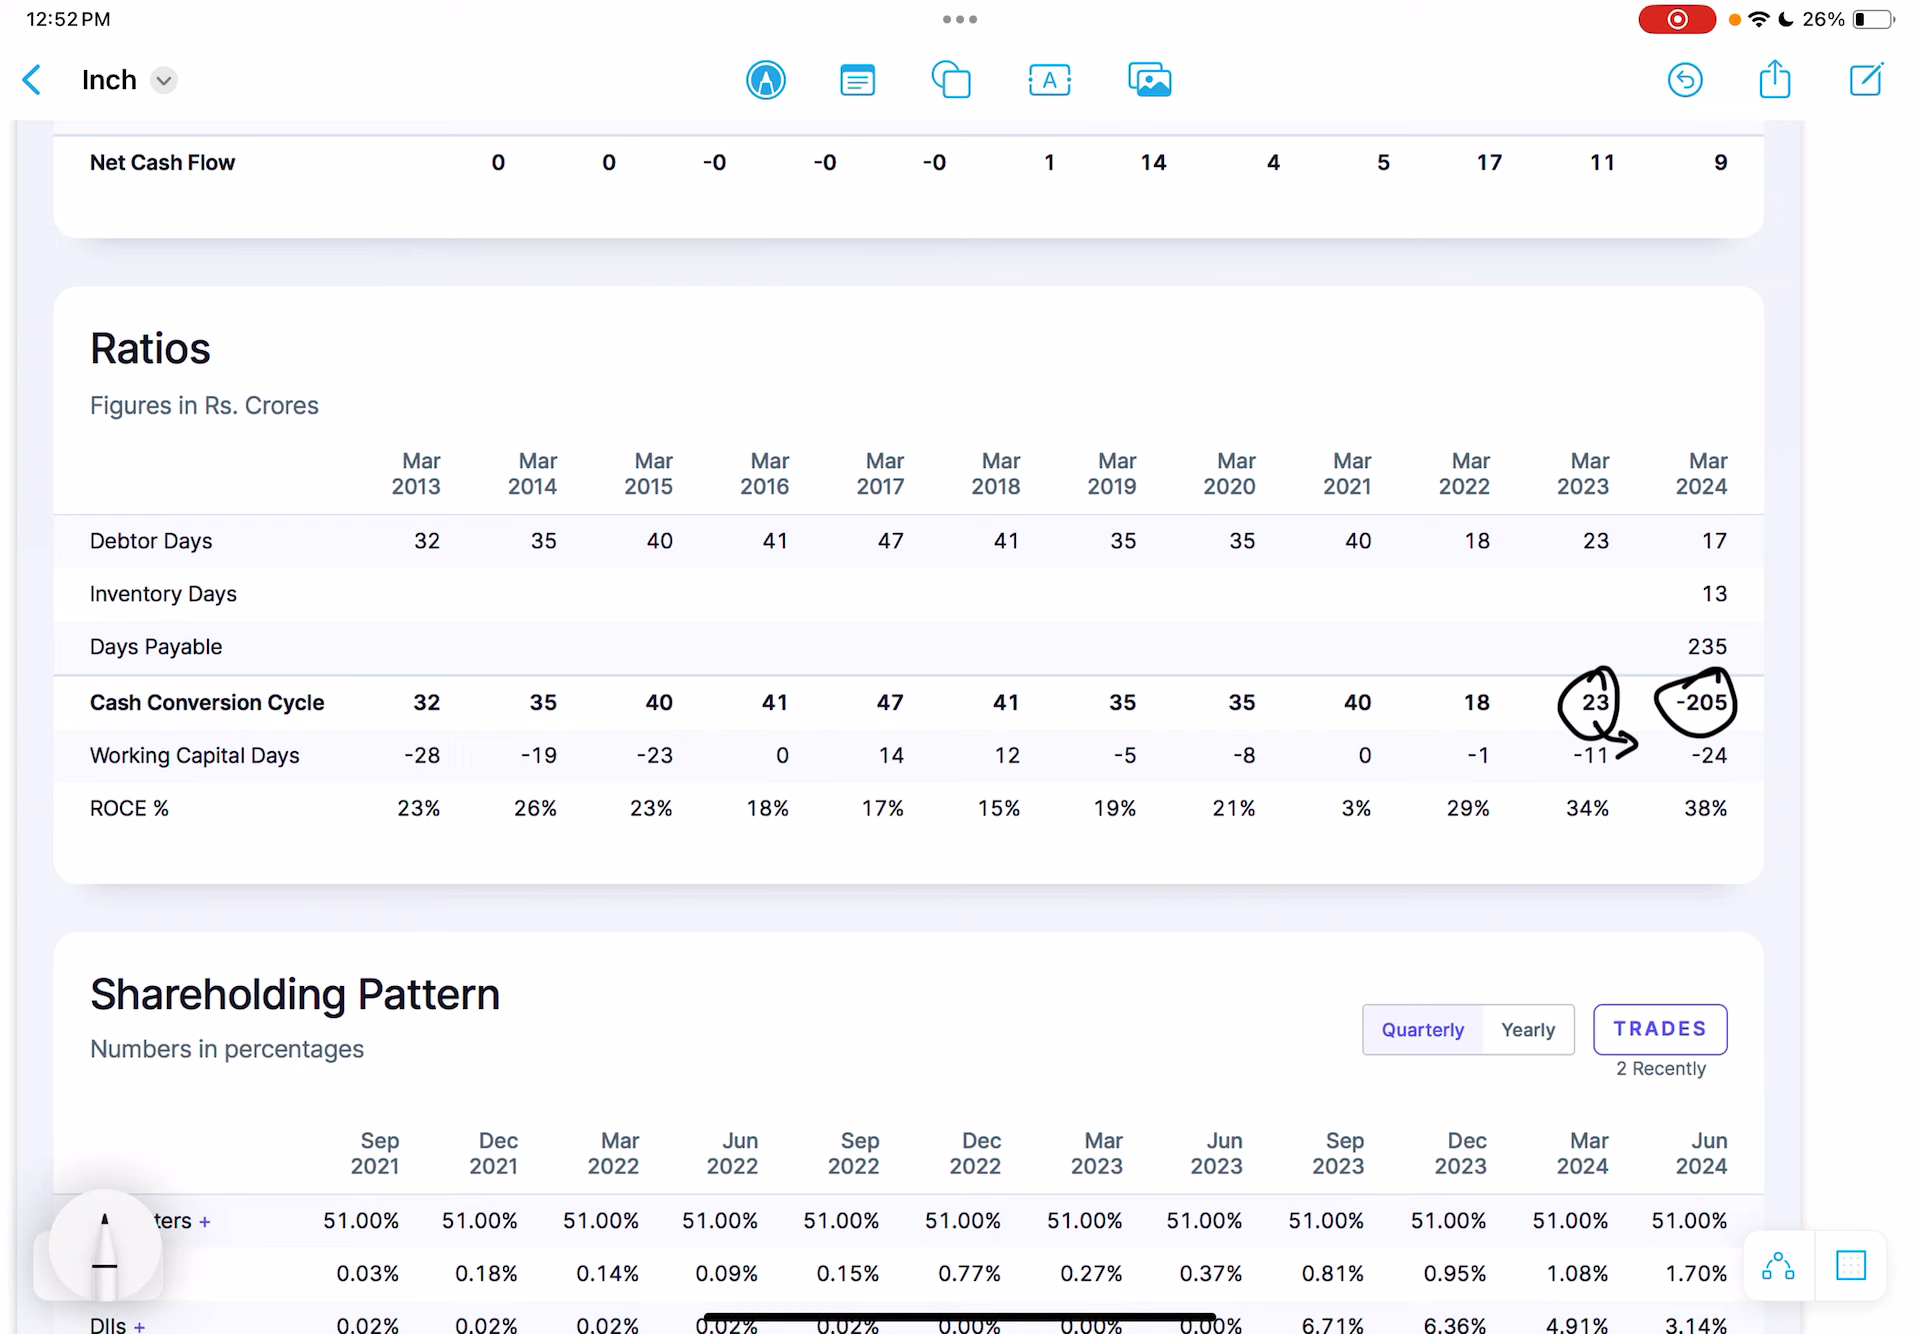 12:52 PM
26%
Inch
A
Net Cash Flow 0 0 -0 -0 -0 1 14 4 5 17 11 9
Ratios
Figures in Rs. Crores
Mar Mar Mar Mar Mar Mar Mar Mar Mar Mar Mar Mar
2013 2014 2015 2016 2017 2018 2019 2020 2021 2022 2023 2024
Debtor Days 32 35 40 41 47 41 35 35 40 18 23 17
Inventory Days 13
Days Payable 235
Cash Conversion Cycle 32 35 40 41 47 41 35 35 40 18 23 -205
Working Capital Days -28 -19 -23 0 14 12 -5 -8 0 -1 -11 -24
ROCE % 23% 26% 23% 18% 17% 15% 19% 21% 3% 29% 34% 38%
Shareholding Pattern
Numbers in percentages
Quarterly Yearly TRADES
2 Recently
Sep Dec Mar Jun Sep Dec Mar Jun Sep Dec Mar Jun
2021 2021 2022 2022 2022 2022 2023 2023 2023 2023 2024 2024
ters + 51.00% 51.00% 51.00% 51.00% 51.00% 51.00% 51.00% 51.00% 51.00% 51.00% 51.00% 51.00%
0.03% 0.18% 0.14% 0.09% 0.15% 0.77% 0.27% 0.37% 0.81% 0.95% 1.08% 1.70%
DIIs + 0.02% 0.02% 0.02% 0.02% 0.02% 0.00% 0.00% 0.00% 6.71% 6.36% 4.91% 3.14%